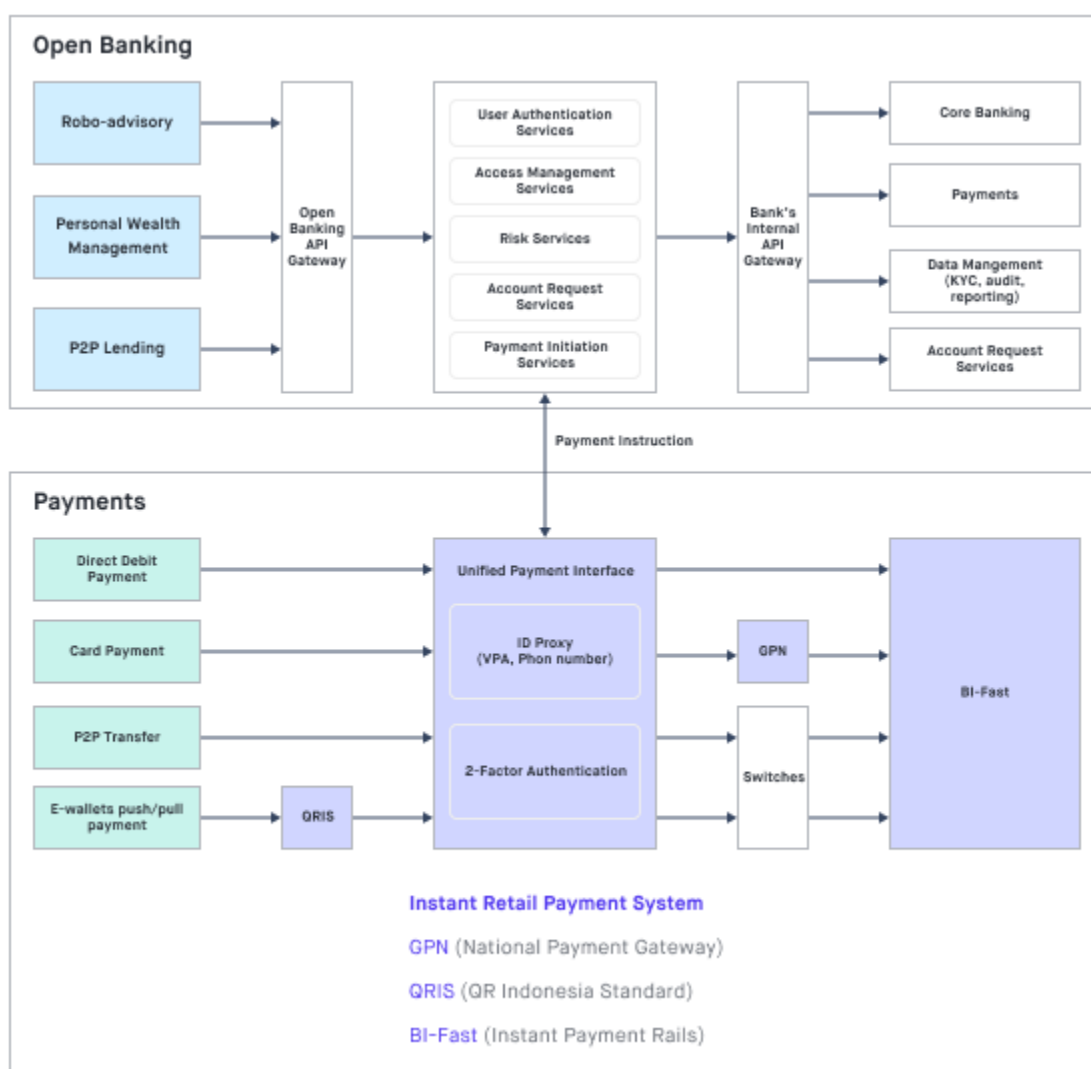 Open Banking
Robo-advisory
Personal Wealth
Management
P2P Lending
Open
Banking
API
Gateway
User Authentication
Services
Access Management
Services
Risk Services
Account Request
Services
Payment Initiation
Services
Bank's
Internal
API
Gateway
Core Banking
Payments
Data Mangement
(KYC, audit,
reporting)
Account Request
Services
Payment Instruction
Payments
Direct Debit
Payment
Card Payment
P2P Transfer
E-wallets push/pull
payment
QRIS
Unified Payment Interface
ID Proxy
(VPA, Phon number)
2-Factor Authentication
GPN
Switches
BI-Fast
Instant Retail Payment System
GPN (National Payment Gateway)
QRIS (QR Indonesia Standard)
BI-Fast (Instant Payment Rails)